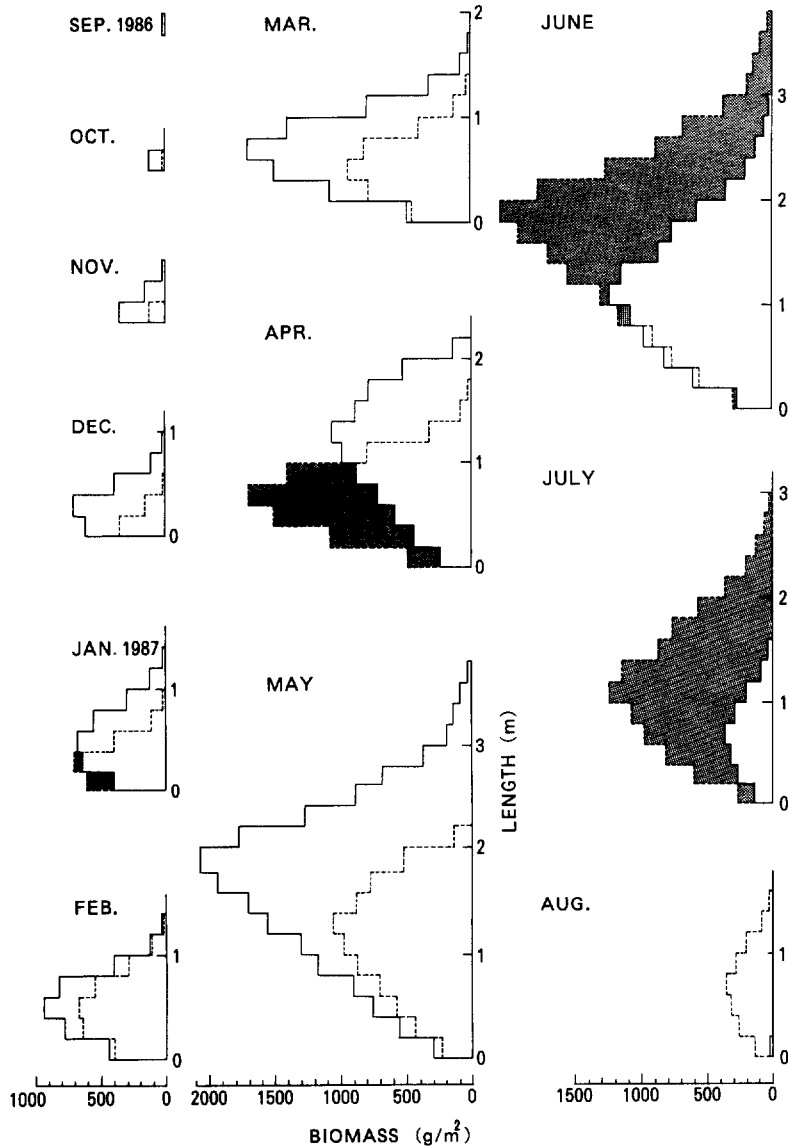 SEP. 1986
OCT.
NOV.
DEC.
1
0
JAN. 1987
1
0
FEB.
1
0
1000 500 0
MAR.
2
1
0
APR.
2
1
0
MAY
3
2
1
0
2000 1500 1000 500 0
LENGTH (m)
BIOMASS (g/m²)
JUNE
3
2
1
0
JULY
3
2
1
0
AUG.
1
0
1500 1000 500 0